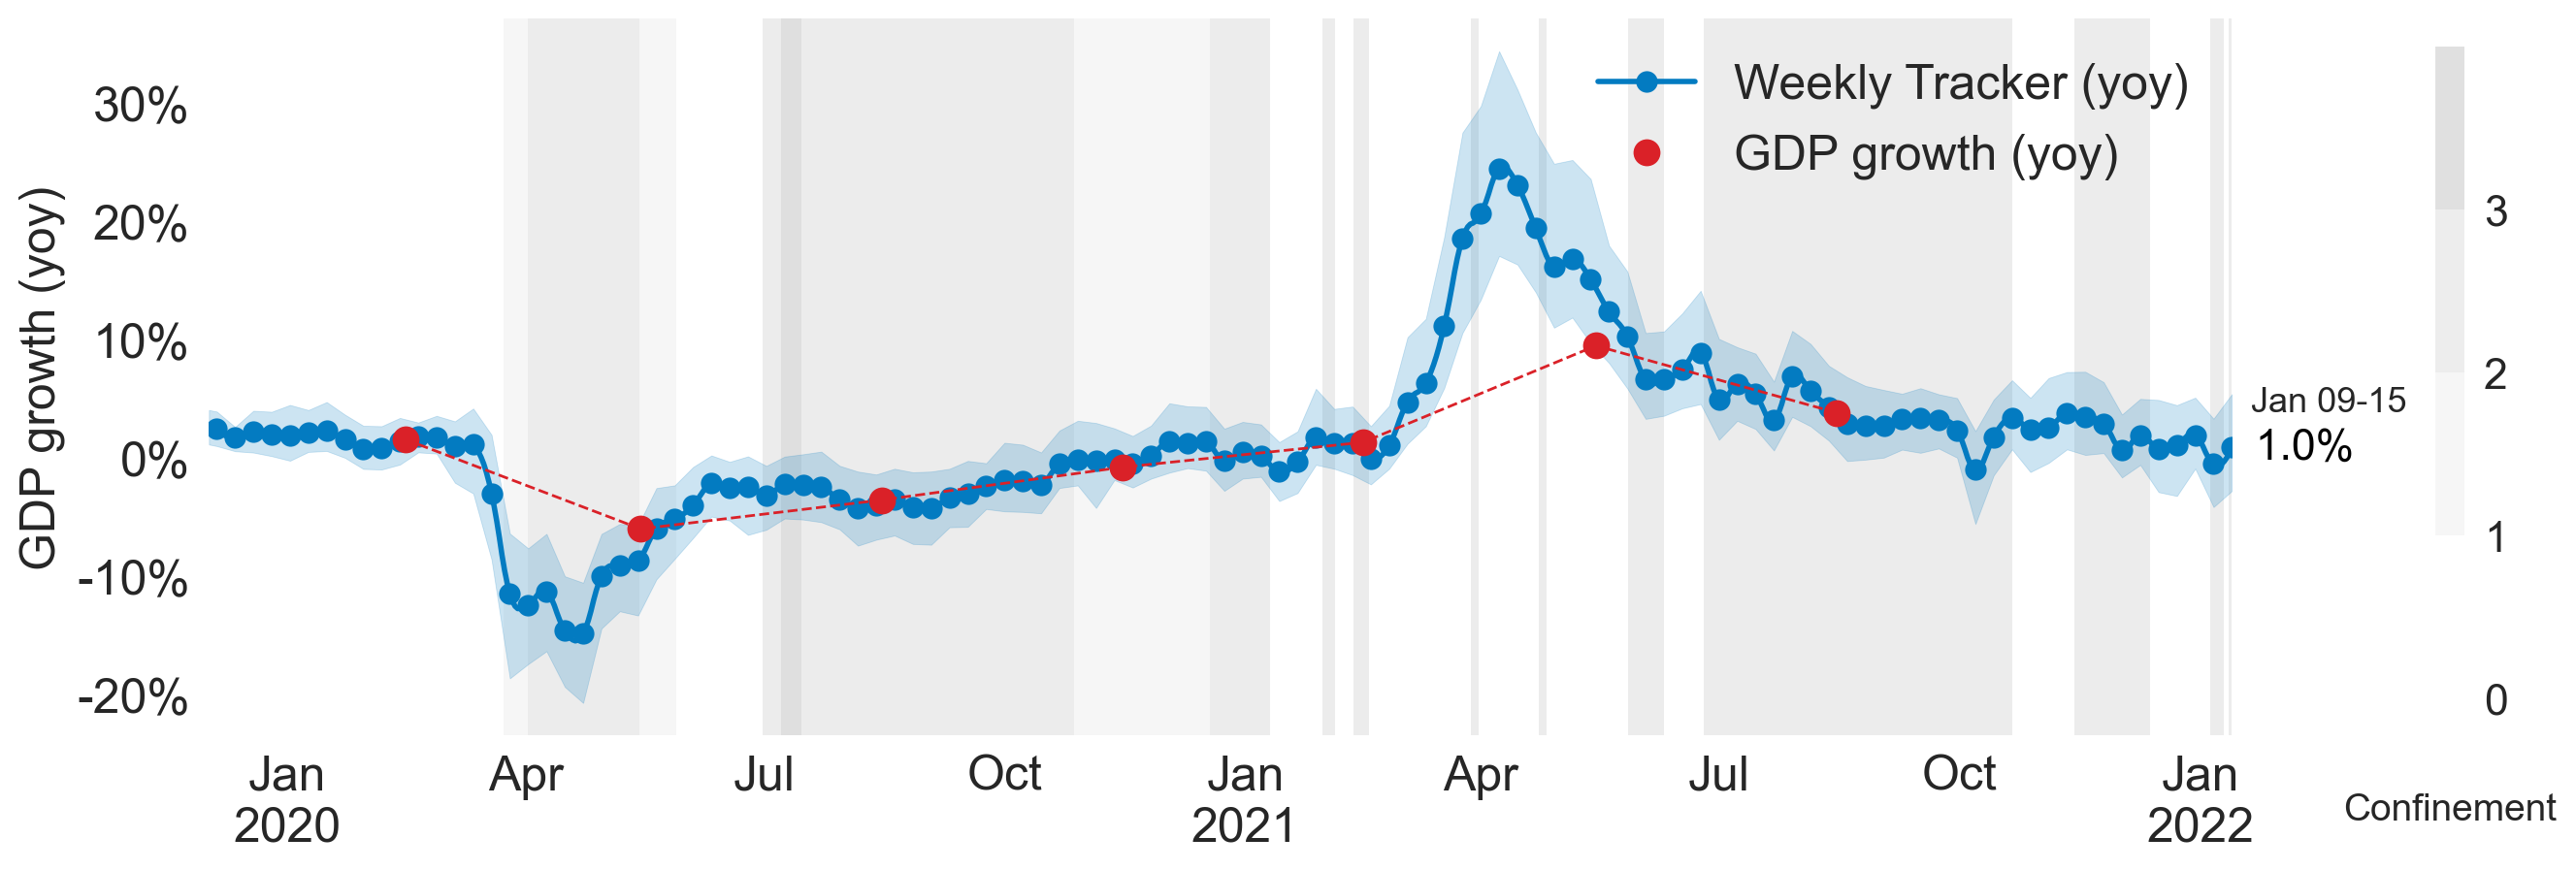 GDP growth (yoy)
30%
20%
10%
0%
-10%
-20%
Weekly Tracker (yoy)
GDP growth (yoy)
Jan 09-15
1.0%
3
2
1
0
Confinement
Jan Apr Jul Oct Jan Apr Jul Oct Jan
2020 2021 2022